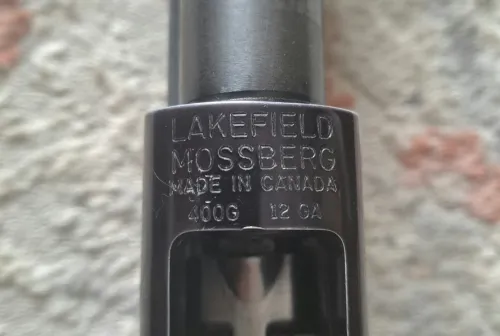 LAKEFIELD
MOSSBERG
MADE IN CANADA
400G 12 GA